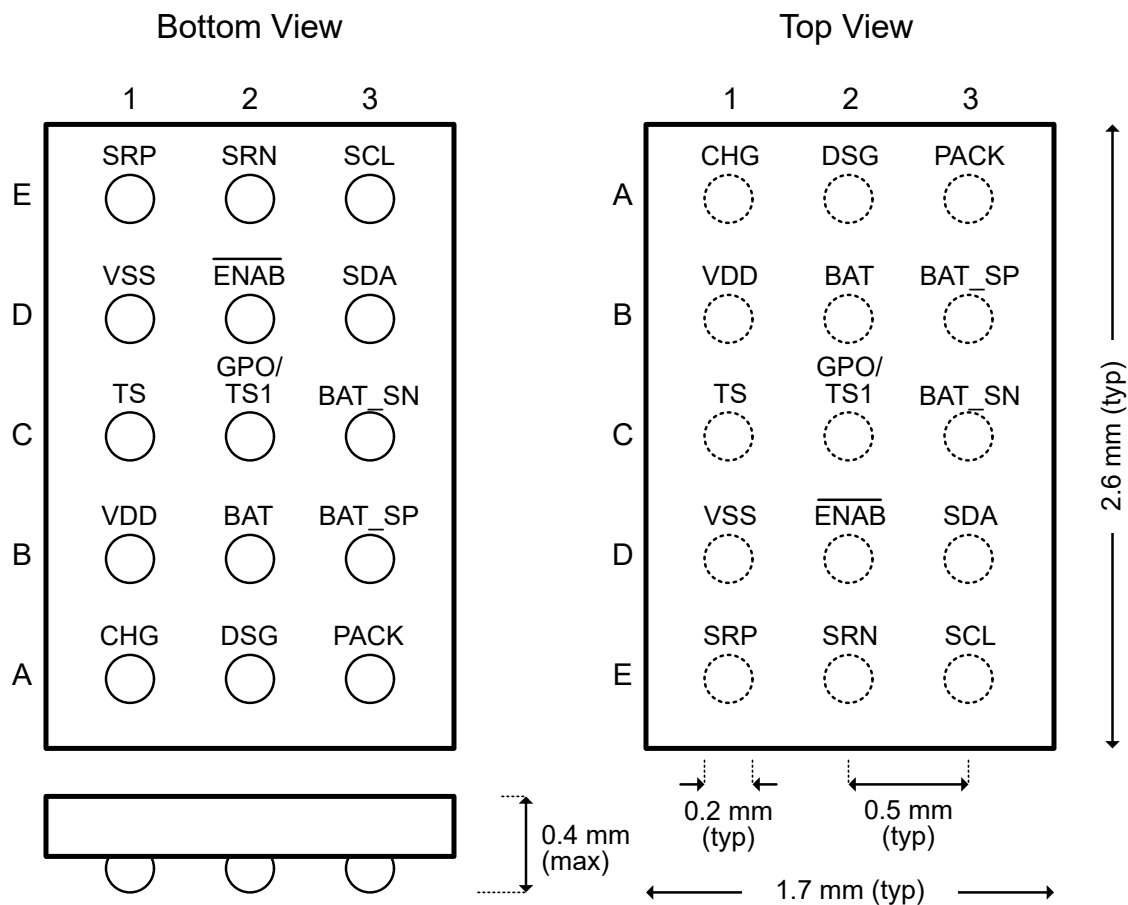 Bottom View
1 2 3
E
SRP SRN SCL
D
VSS ENAB SDA
C
TS GPO/
TS1 BAT_SN
B
VDD BAT BAT_SP
A
CHG DSG PACK
0.4 mm
(max)
Top View
1 2 3
A
CHG DSG PACK
B
VDD BAT BAT_SP
C
TS GPO/
TS1 BAT_SN
D
VSS ENAB SDA
E
SRP SRN SCL
2.6 mm (typ)
0.2 mm
(typ)
0.5 mm
(typ)
1.7 mm (typ)